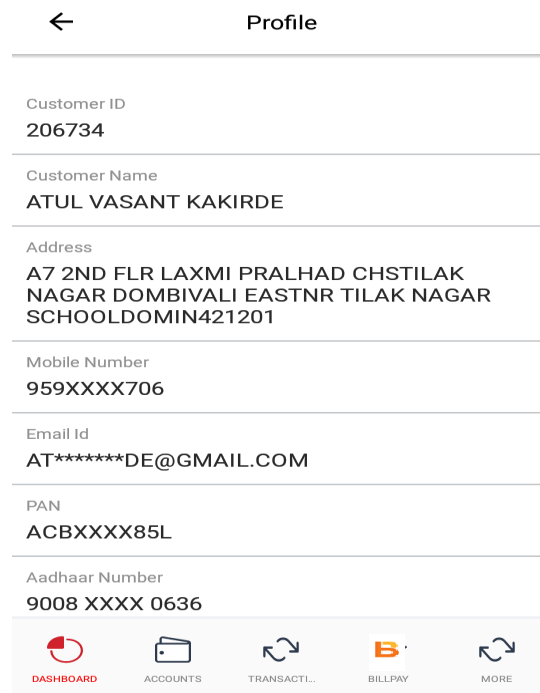 Profile
Customer ID
206734
Customer Name
ATUL VASANT KAKIRDE
Address
A7 2ND FLR LAXMI PRALHAD CHSTILAK
NAGAR DOMBIVALI EASTNR TILAK NAGAR
SCHOOLDOMIN421201
Mobile Number
959XXXX706
Email Id
AT*******DE@GMAIL.COM
PAN
ACBXXXX85L
Aadhaar Number
9008 XXXX 0636
B
DASHBOARD ACCOUNTS TRANSACTI... BILLPAY MORE